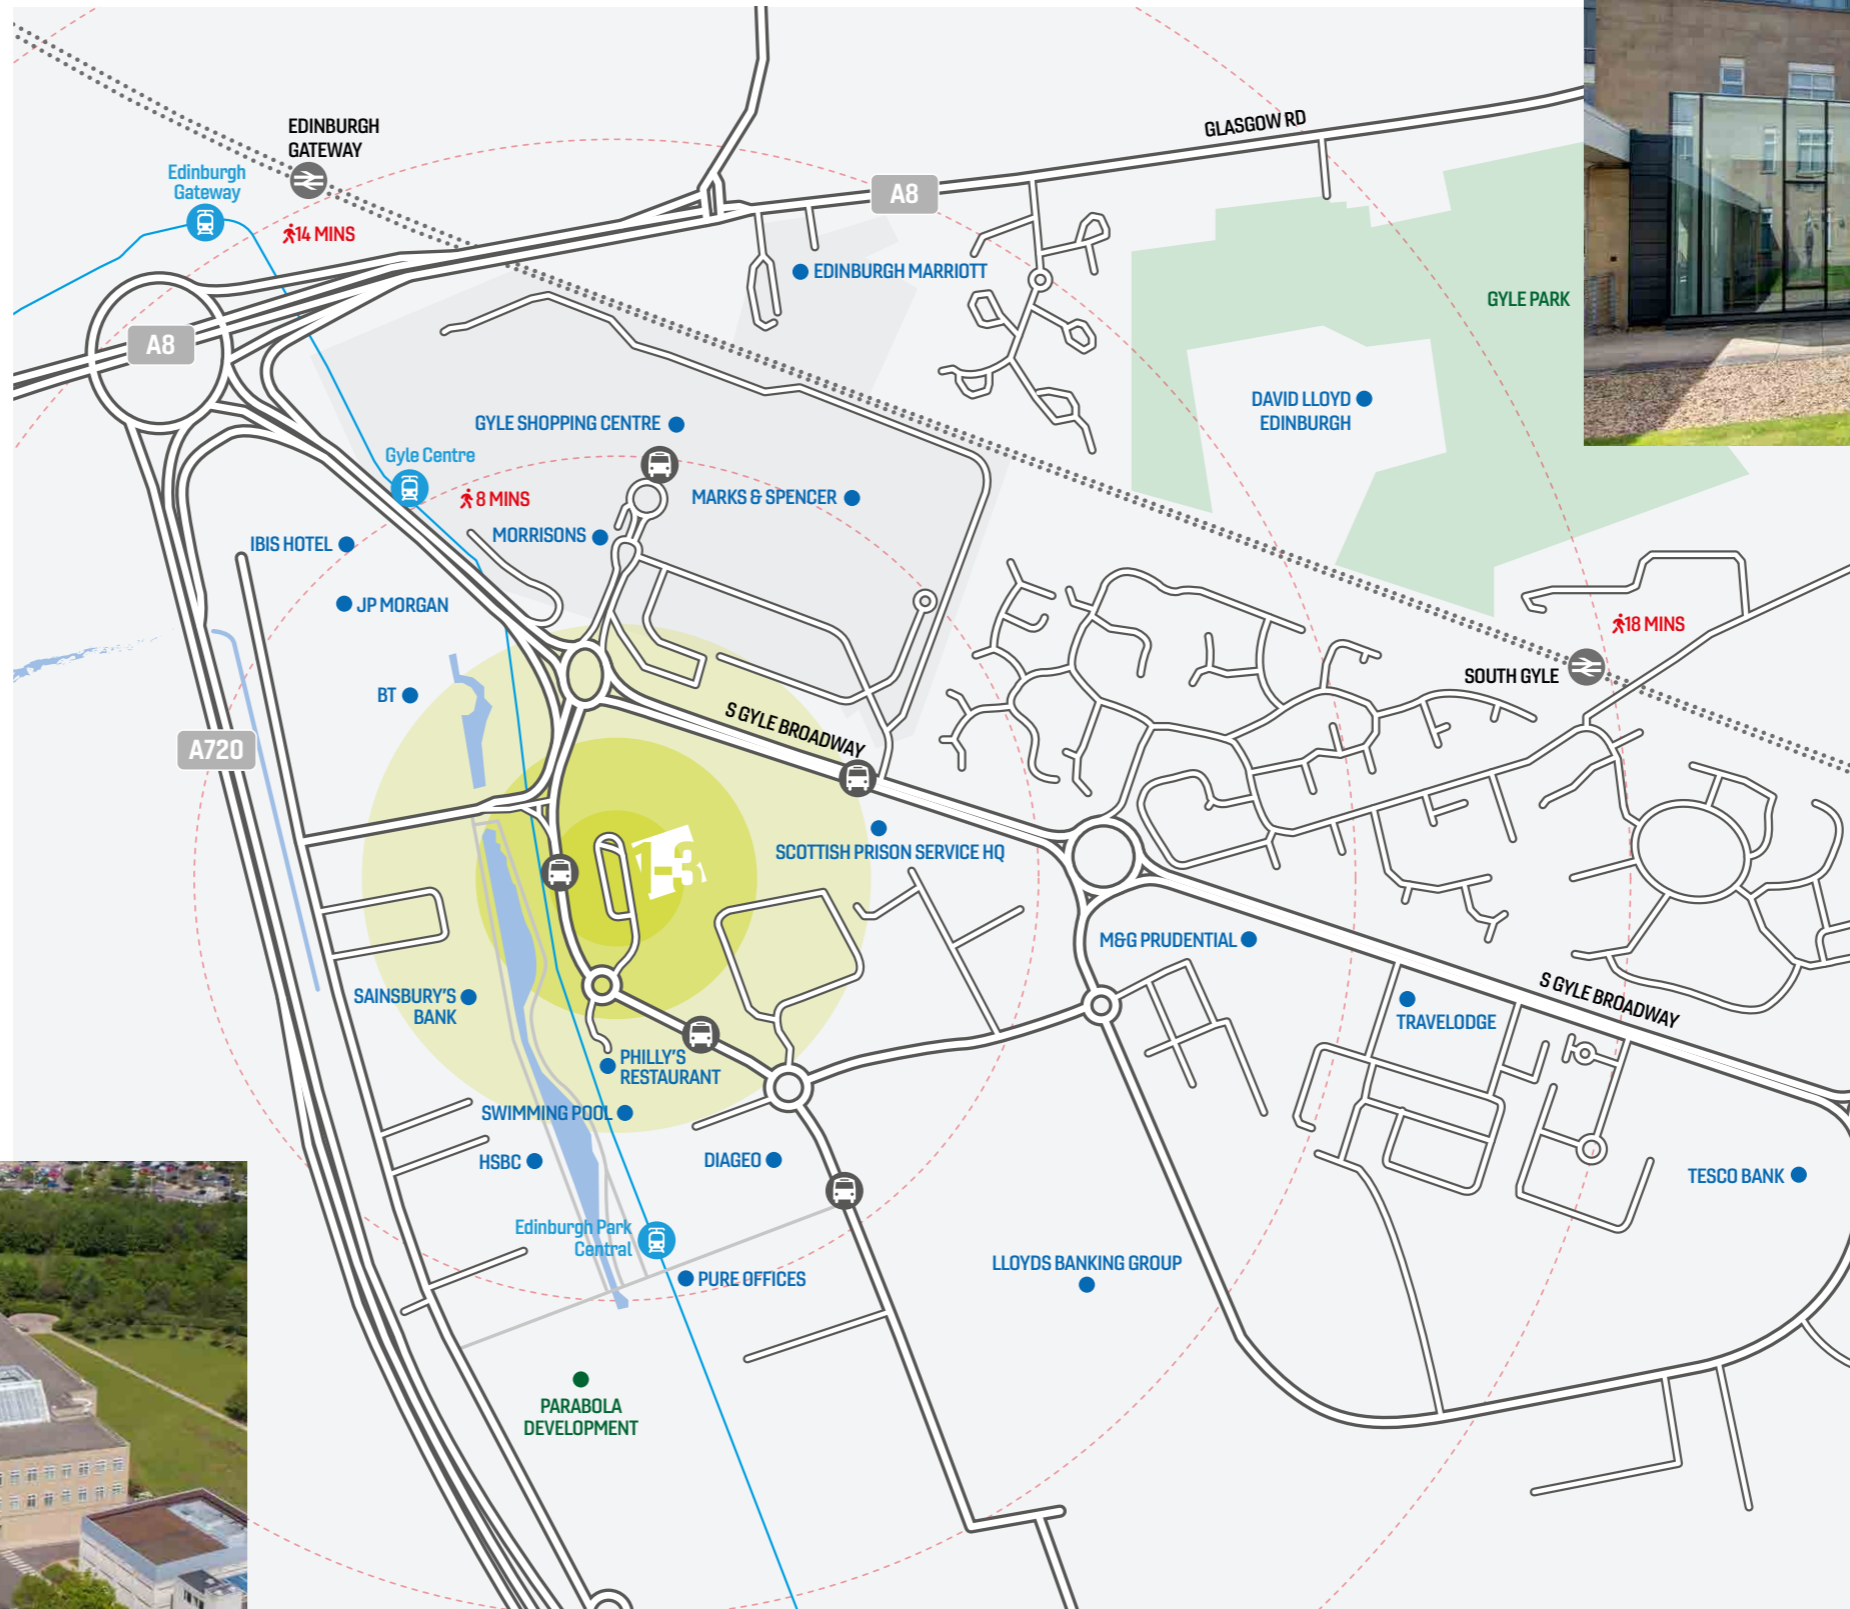 EDINBURGH
GATEWAY
Edinburgh
Gateway
14 MINS
GLASGOW RD
A8
EDINBURGH MARRIOTT
GYLE PARK
A8
DAVID LLOYD
EDINBURGH
GYLE SHOPPING CENTRE
Gyle Centre
8 MINS
MARKS & SPENCER
MORRISONS
IBIS HOTEL
JP MORGAN
18 MINS
SOUTH GYLE
BT
S GYLE BROADWAY
A720
1-3
SCOTTISH PRISON SERVICE HQ
M&G PRUDENTIAL
SAINSBURY'S
BANK
S GYLE BROADWAY
TRAVELODGE
PHILLY'S
RESTAURANT
SWIMMING POOL
HSBC
DIAGEO
TESCO BANK
Edinburgh Park
Central
PURE OFFICES
LLOYDS BANKING GROUP
PARABOLA
DEVELOPMENT